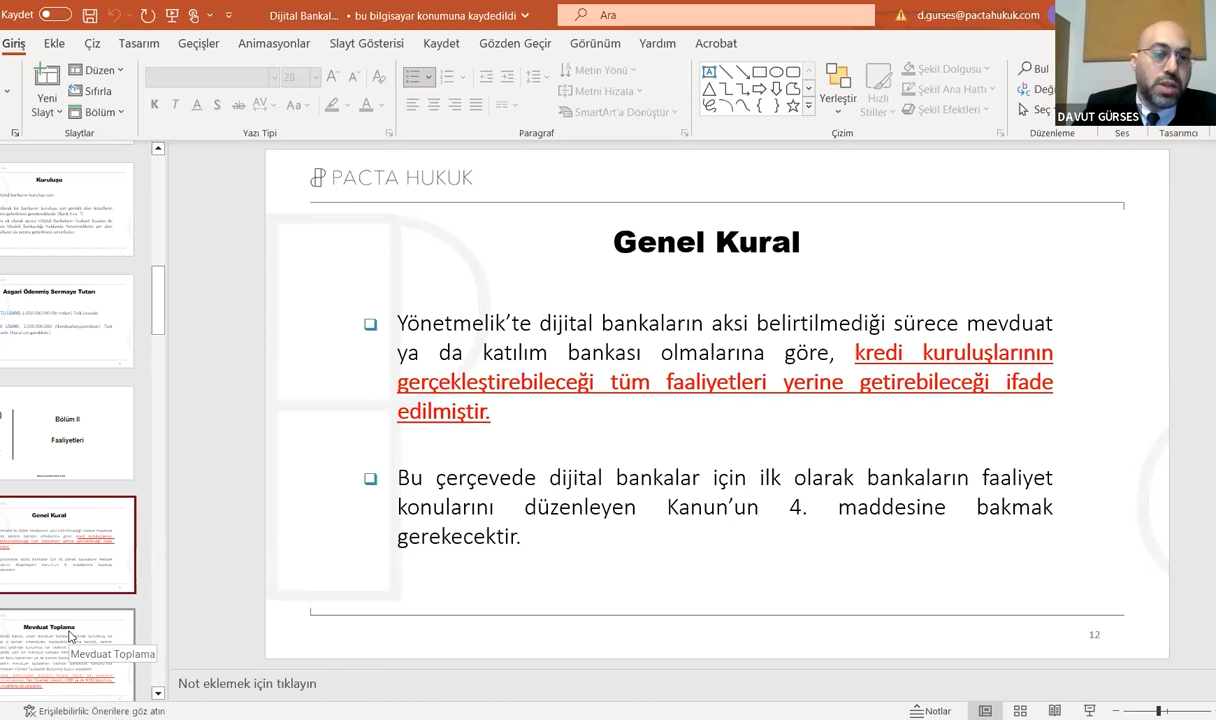 Kaydet
Dijital Bankal... • bu bilgisayar konumuna kaydedildi
Ara
d.gurses@pactahukuk.com
Giriş Ekle Çiz Tasarım Geçişler Animasyonlar Slayt Gösterisi Kaydet Gözden Geçir Görünüm Yardım Acrobat
Yeni
Slayt
Düzen
Sıfırla
Bölüm
Slaytlar
28
K T A S ab AV Aa A
Yazı Tipi
Metin Yönü
Metni Hizala
SmartArt'a Dönüştür
Paragraf
Yerleştir
Hızlı
Stiller
Şekil Dolgusu
Şekil Ana Hattı
Şekil Efektleri
Çizim
Bul
Seç
Düzenleme
Ses
Tasarımcı
DAVUT GÜRSES
Kuruluşu
Asgari Ödenmiş Sermaye Tutarı
Bölüm II
Faaliyetleri
Genel Kural
Mevduat Toplama
Mevduat Toplama
PACTA HUKUK
Genel Kural
Yönetmelik’te dijital bankaların aksi belirtilmediği sürece mevduat
ya da katılım bankası olmalarına göre, kredi kuruluşlarının
gerçekleştirebileceği tüm faaliyetleri yerine getirebileceği ifade
edilmiştir.
Bu çerçevede dijital bankalar için ilk olarak bankaların faaliyet
konularını düzenleyen Kanun’un 4. maddesine bakmak
gerekecektir.
12
Not eklemek için tıklayın
Erişilebilirlik: Önerilere göz atın
Notlar